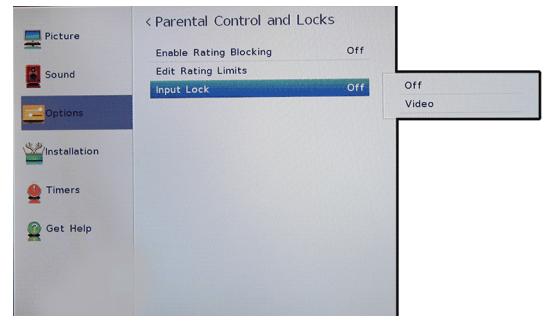 Picture
Sound
Options
Installation
Timers
Get Help
< Parental Control and Locks
Enable Rating Blocking Off
Edit Rating Limits
Input Lock Off
Off
Video